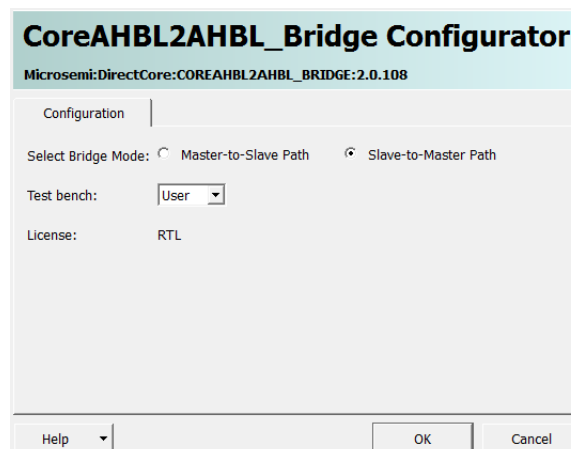 CoreAHBL2AHBL_Bridge Configurator
Microsemi:DirectCore:COREAHBL2AHBL_BRIDGE:2.0.108
Configuration
Select Bridge Mode: Master-to-Slave Path Slave-to-Master Path
Test bench: User
License: RTL
Help OK Cancel